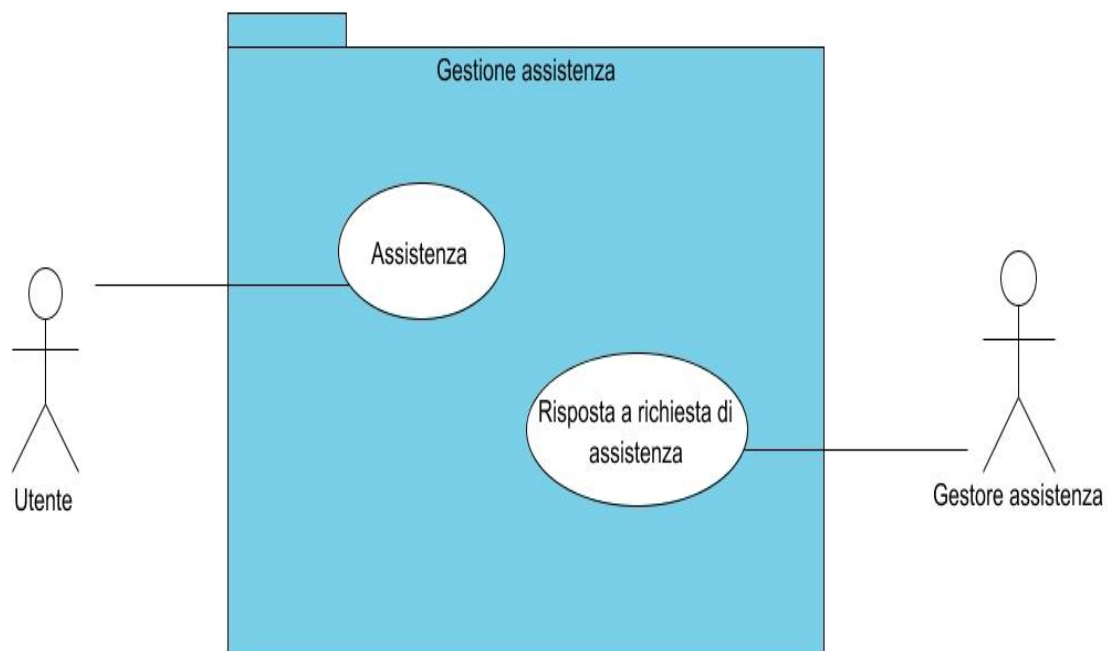 Gestione assistenza
Assistenza
Risposta a richiesta di
assistenza
Utente
Gestore assistenza